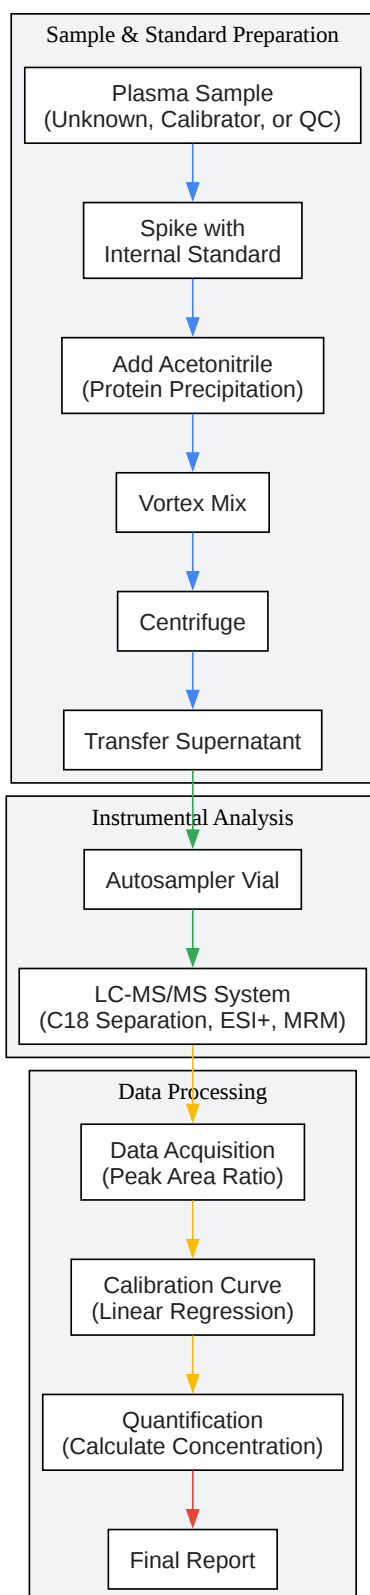 Sample & Standard Preparation
Plasma Sample
(Unknown, Calibrator, or QC)
Spike with
Internal Standard
Add Acetonitrile
(Protein Precipitation)
Vortex Mix
Centrifuge
Transfer Supernatant
Instrumental Analysis
Autosampler Vial
LC-MS/MS System
(C18 Separation, ESI+, MRM)
Data Processing
Data Acquisition
(Peak Area Ratio)
Calibration Curve
(Linear Regression)
Quantification
(Calculate Concentration)
Final Report